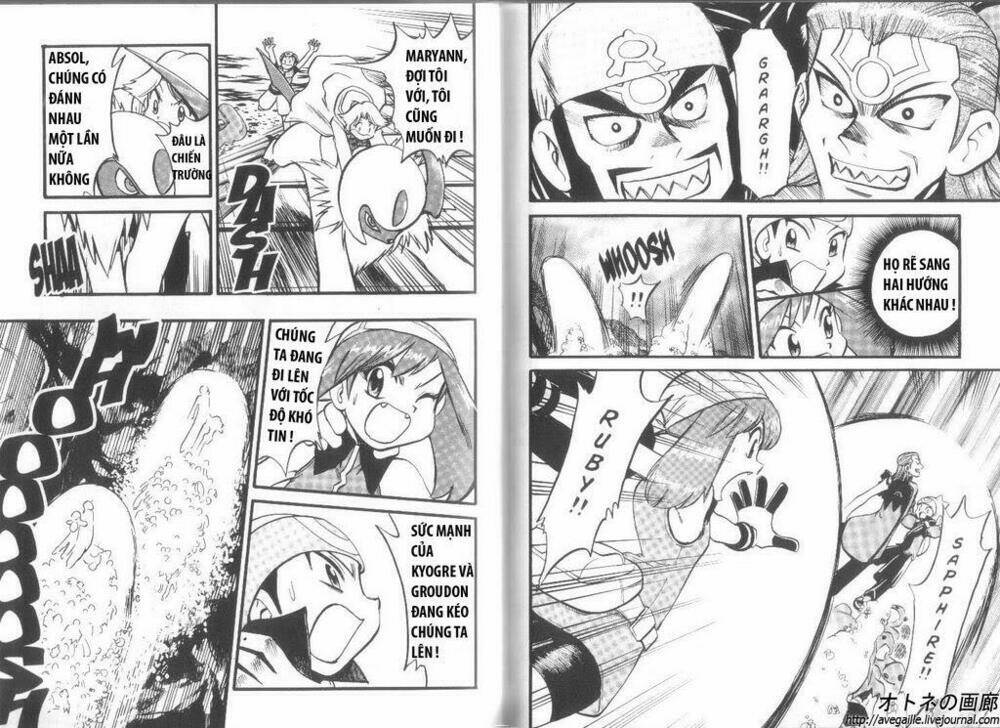 GRAARGH!!
HỌ RẼ SANG
HAI HƯỚNG
KHÁC NHAU !
WHOOSH
!!
SAPPHIRE!!
RUBY!!
MARYANN,
ĐỢI TÔI
VỚI, TÔI
CŨNG
MUỐN ĐI !
DASH
ĐÂU LÀ
CHIẾN
TRƯỜNG
ABSOL,
CHÚNG CÓ
ĐÁNN
NHAU
MỘT LẦN
NỮA
KHÔNG
SHAA
CHÚNG
TA ĐANG
ĐI LÊN
VỚI TỐC
ĐỘ KHÓ
TIN !
SỨC MẠNH
CỦA
KYOGRE VÀ
GROUDON
ĐANG KÉO
CHÚNG TA
LÊN !
オトネの画廊
http://avegaille.livejournal.com